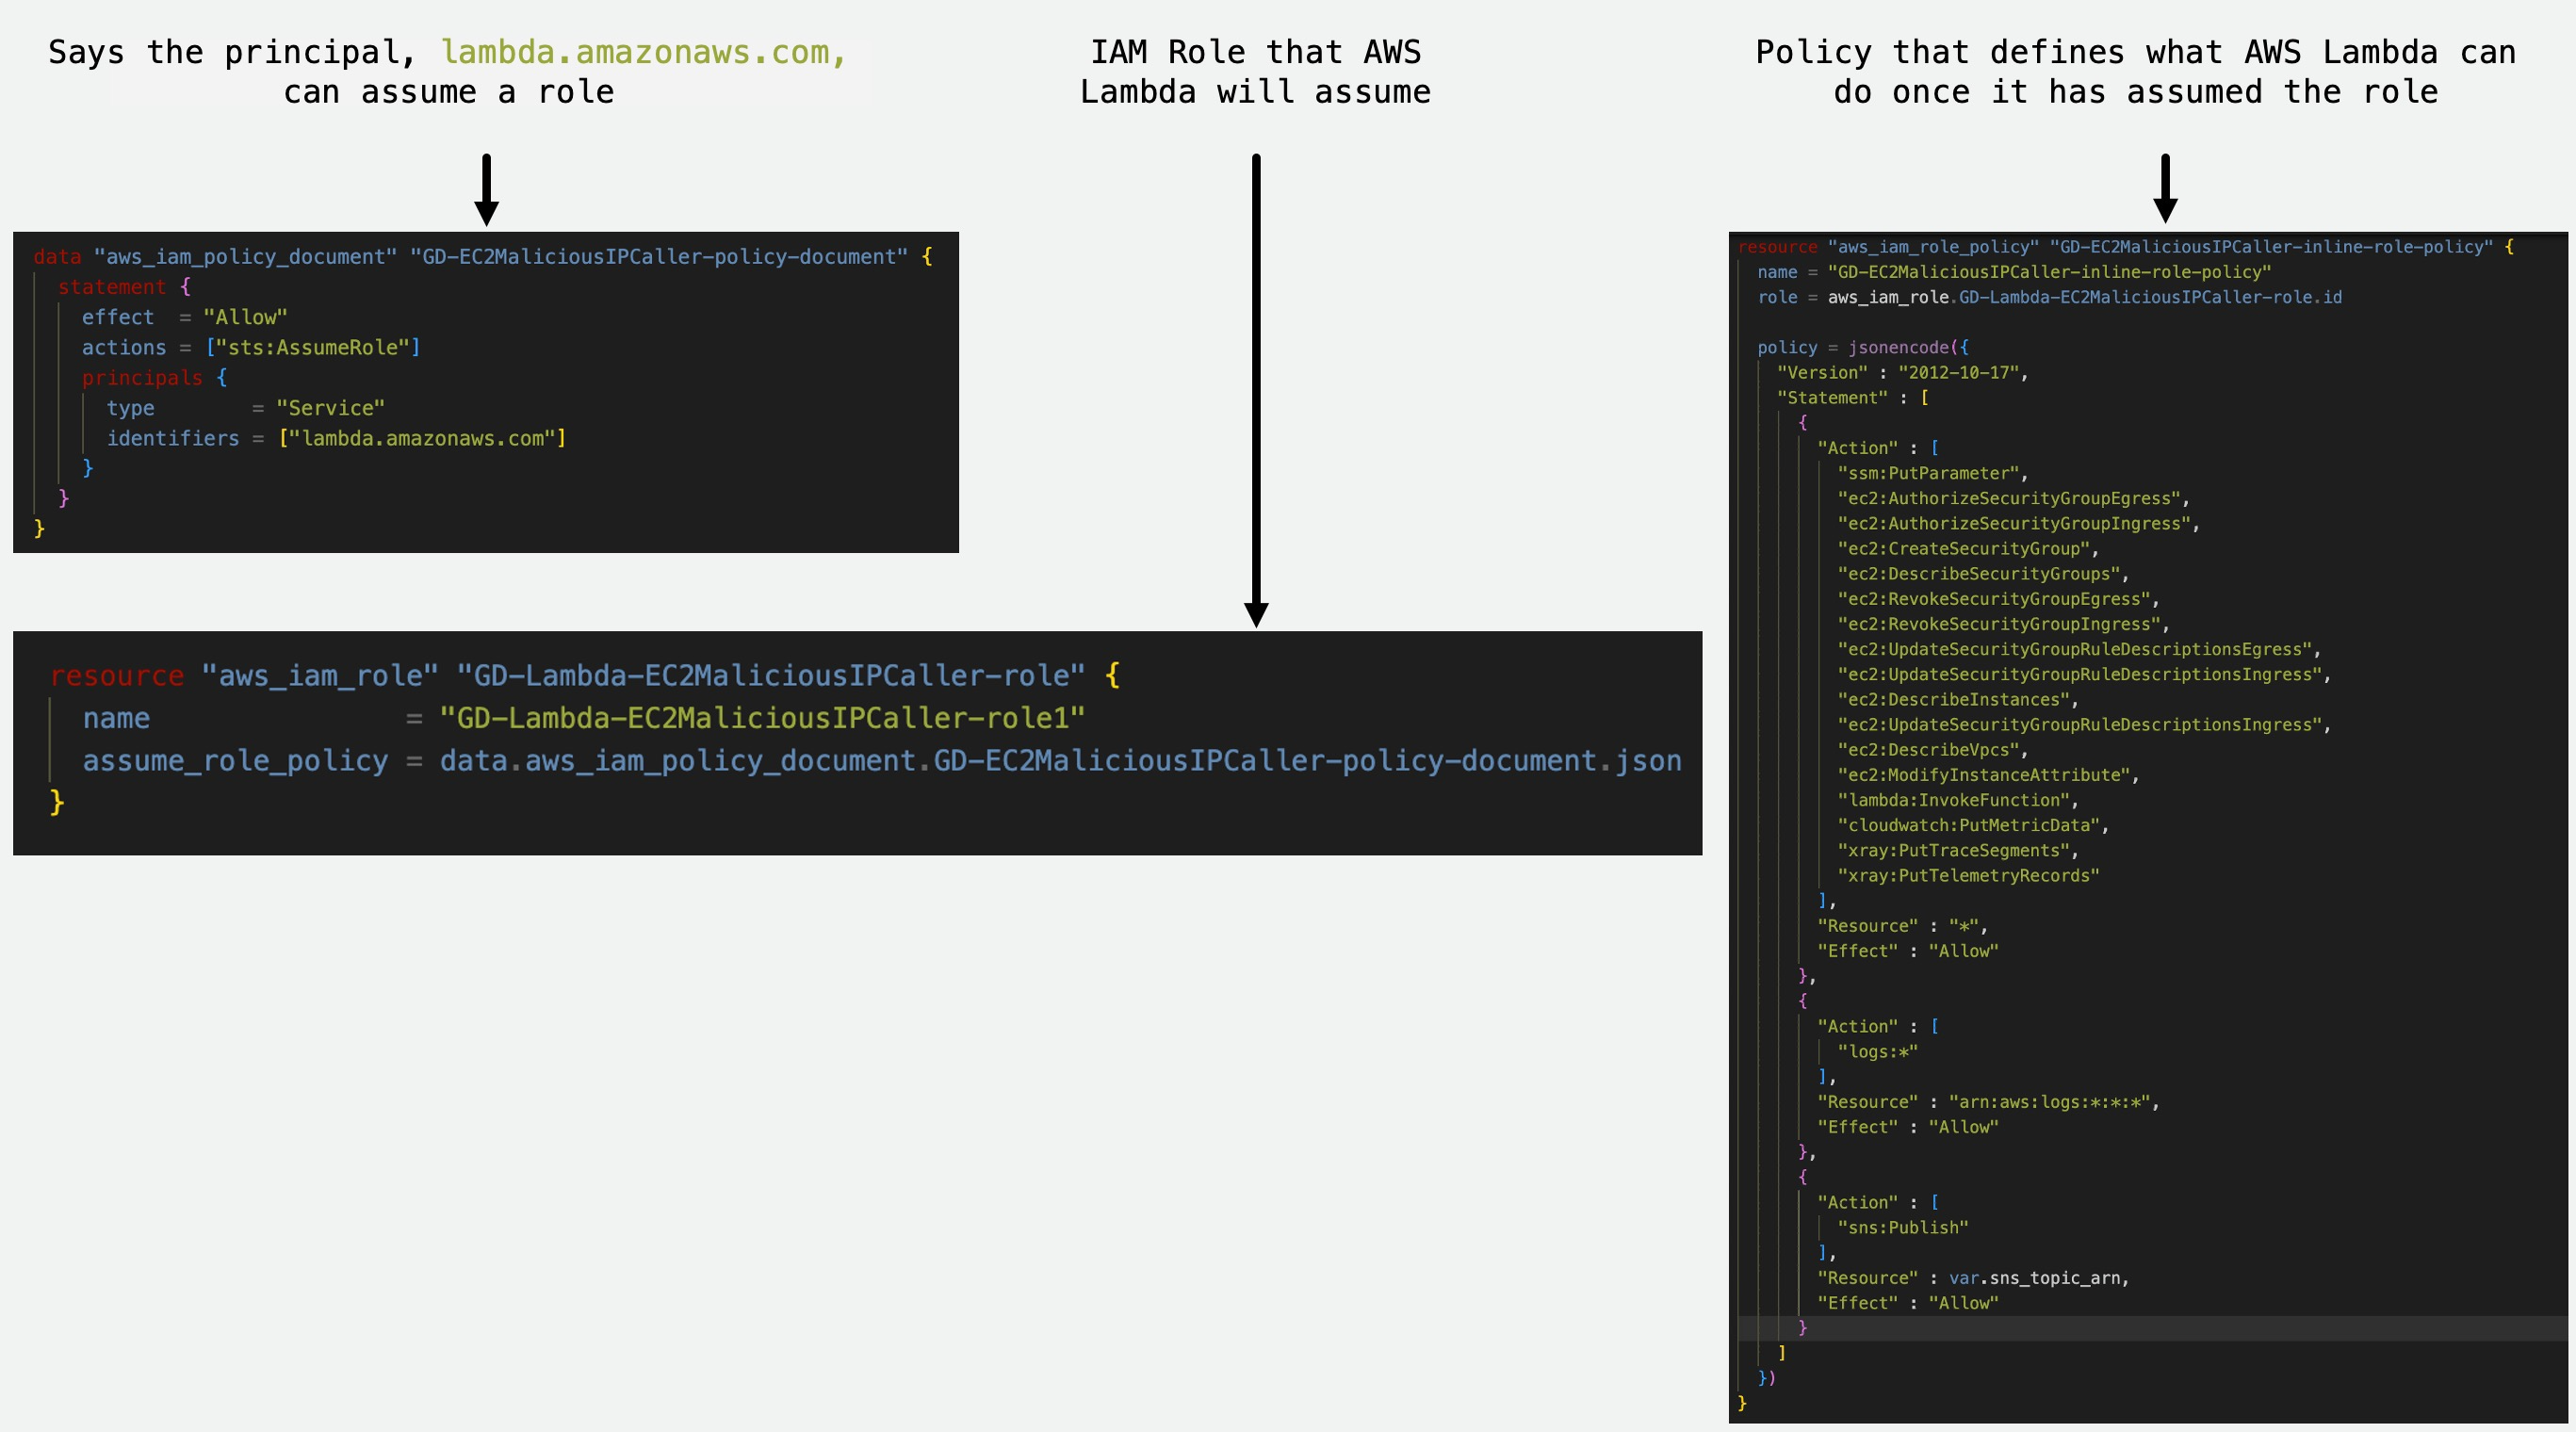 Says the principal, lambda.amazonaws.com,
can assume a role
IAM Role that AWS
Lambda will assume
Policy that defines what AWS Lambda can
do once it has assumed the role
data "aws_iam_policy_document" "GD-EC2MaliciousIPCaller-policy-document" {
  statement {
    effect  = "Allow"
    actions = ["sts:AssumeRole"]
    principals {
      type        = "Service"
      identifiers = ["lambda.amazonaws.com"]
    }
  }
}
resource "aws_iam_role" "GD-Lambda-EC2MaliciousIPCaller-role" {
  name               = "GD-Lambda-EC2MaliciousIPCaller-role1"
  assume_role_policy = data.aws_iam_policy_document.GD-EC2MaliciousIPCaller-policy-document.json
}
resource "aws_iam_role_policy" "GD-EC2MaliciousIPCaller-inline-role-policy" {
  name = "GD-EC2MaliciousIPCaller-inline-role-policy"
  role = aws_iam_role.GD-Lambda-EC2MaliciousIPCaller-role.id
  policy = jsonencode({
    "Version" : "2012-10-17",
    "Statement" : [
      {
        "Action" : [
          "ssm:PutParameter",
          "ec2:AuthorizeSecurityGroupEgress",
          "ec2:AuthorizeSecurityGroupIngress",
          "ec2:CreateSecurityGroup",
          "ec2:DescribeSecurityGroups",
          "ec2:RevokeSecurityGroupEgress",
          "ec2:RevokeSecurityGroupIngress",
          "ec2:UpdateSecurityGroupRuleDescriptionsEgress",
          "ec2:UpdateSecurityGroupRuleDescriptionsIngress",
          "ec2:DescribeInstances",
          "ec2:UpdateSecurityGroupRuleDescriptionsIngress",
          "ec2:DescribeVpcs",
          "ec2:ModifyInstanceAttribute",
          "lambda:InvokeFunction",
          "cloudwatch:PutMetricData",
          "xray:PutTraceSegments",
          "xray:PutTelemetryRecords"
        ],
        "Resource" : "*",
        "Effect" : "Allow"
      },
      {
        "Action" : [
          "logs:*"
        ],
        "Resource" : "arn:aws:logs:*:*:*",
        "Effect" : "Allow"
      },
      {
        "Action" : [
          "sns:Publish"
        ],
        "Resource" : var.sns_topic_arn,
        "Effect" : "Allow"
      }
    ]
  })
}